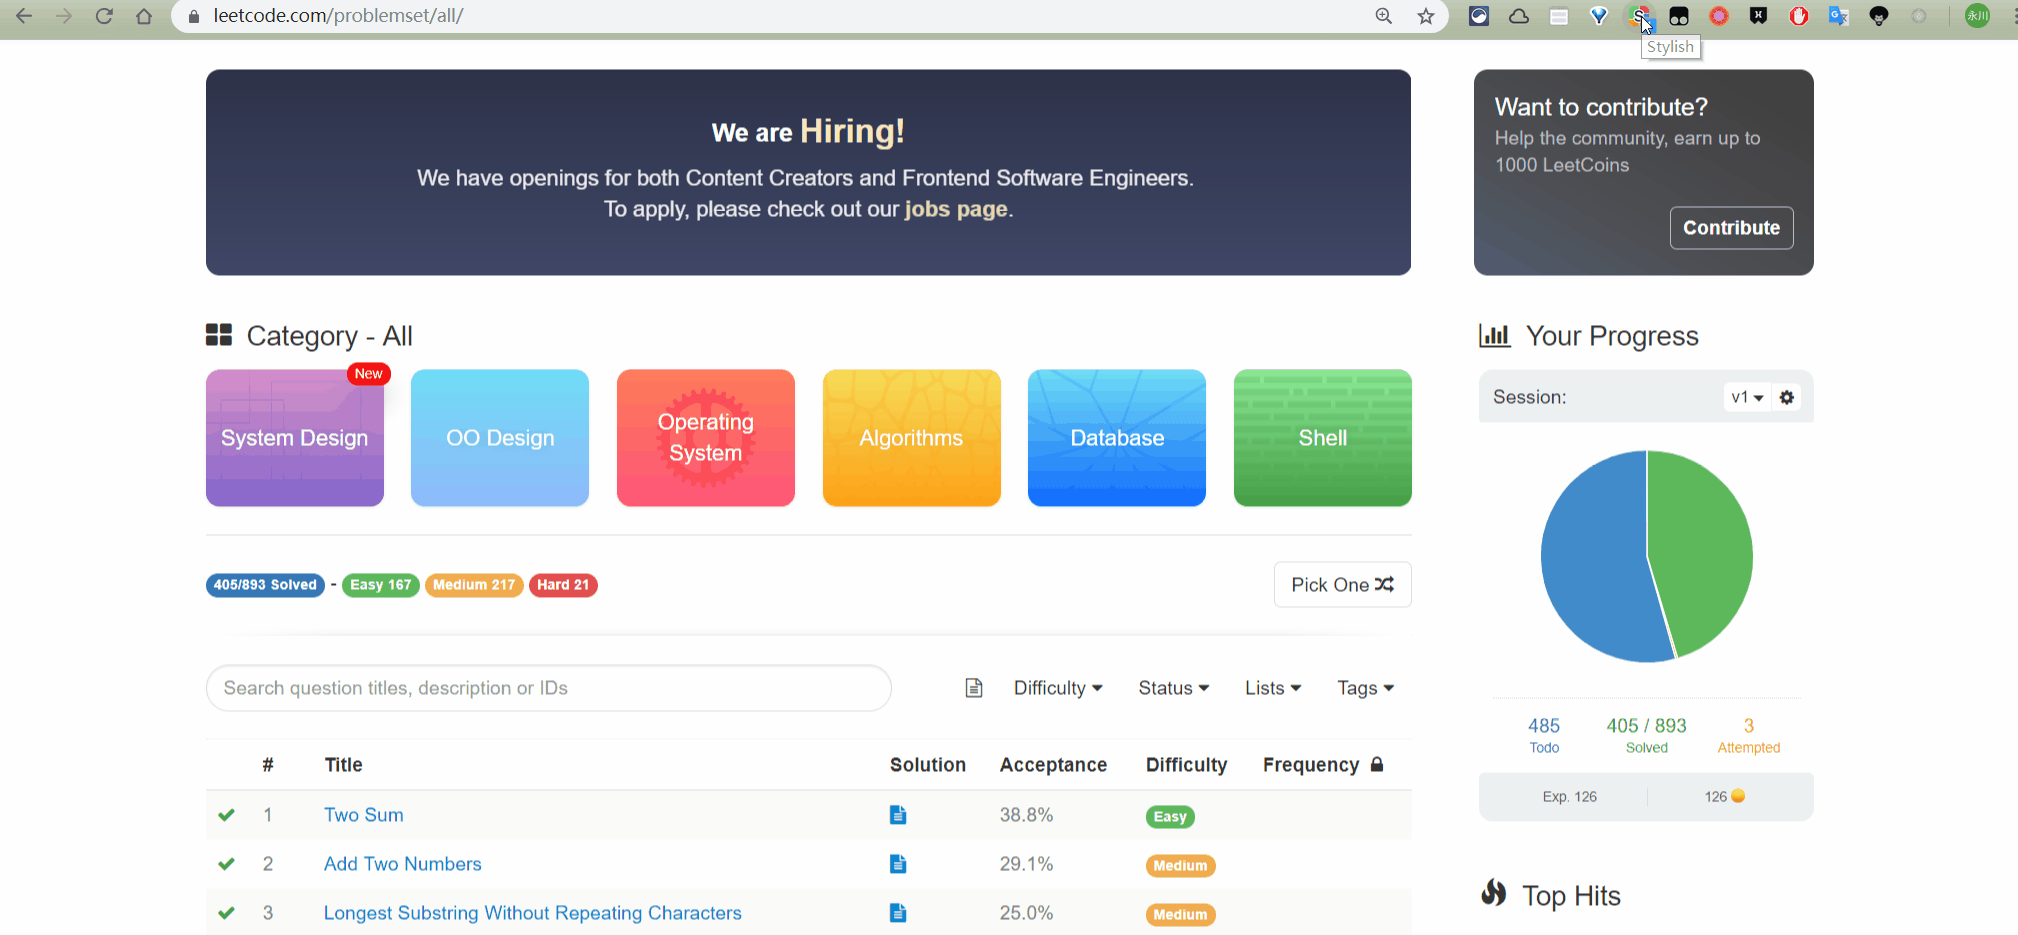 leetcode.com/problemset/all/
永川
Stylish
We are Hiring!
We have openings for both Content Creators and Frontend Software Engineers.
To apply, please check out our jobs page.
Want to contribute?
Help the community, earn up to
1000 LeetCoins
Contribute
Category - All
New
System Design
OO Design
Operating
System
Algorithms
Database
Shell
405/893 Solved - Easy 167 Medium 217 Hard 21
Pick One
Search question titles, description or IDs
Difficulty Status Lists Tags
# Title Solution Acceptance Difficulty Frequency
1 Two Sum 38.8% Easy
2 Add Two Numbers 29.1% Medium
3 Longest Substring Without Repeating Characters 25.0% Medium
Your Progress
Session: v1
485 405 / 893 3
Todo Solved Attempted
Exp. 126 126
Top Hits